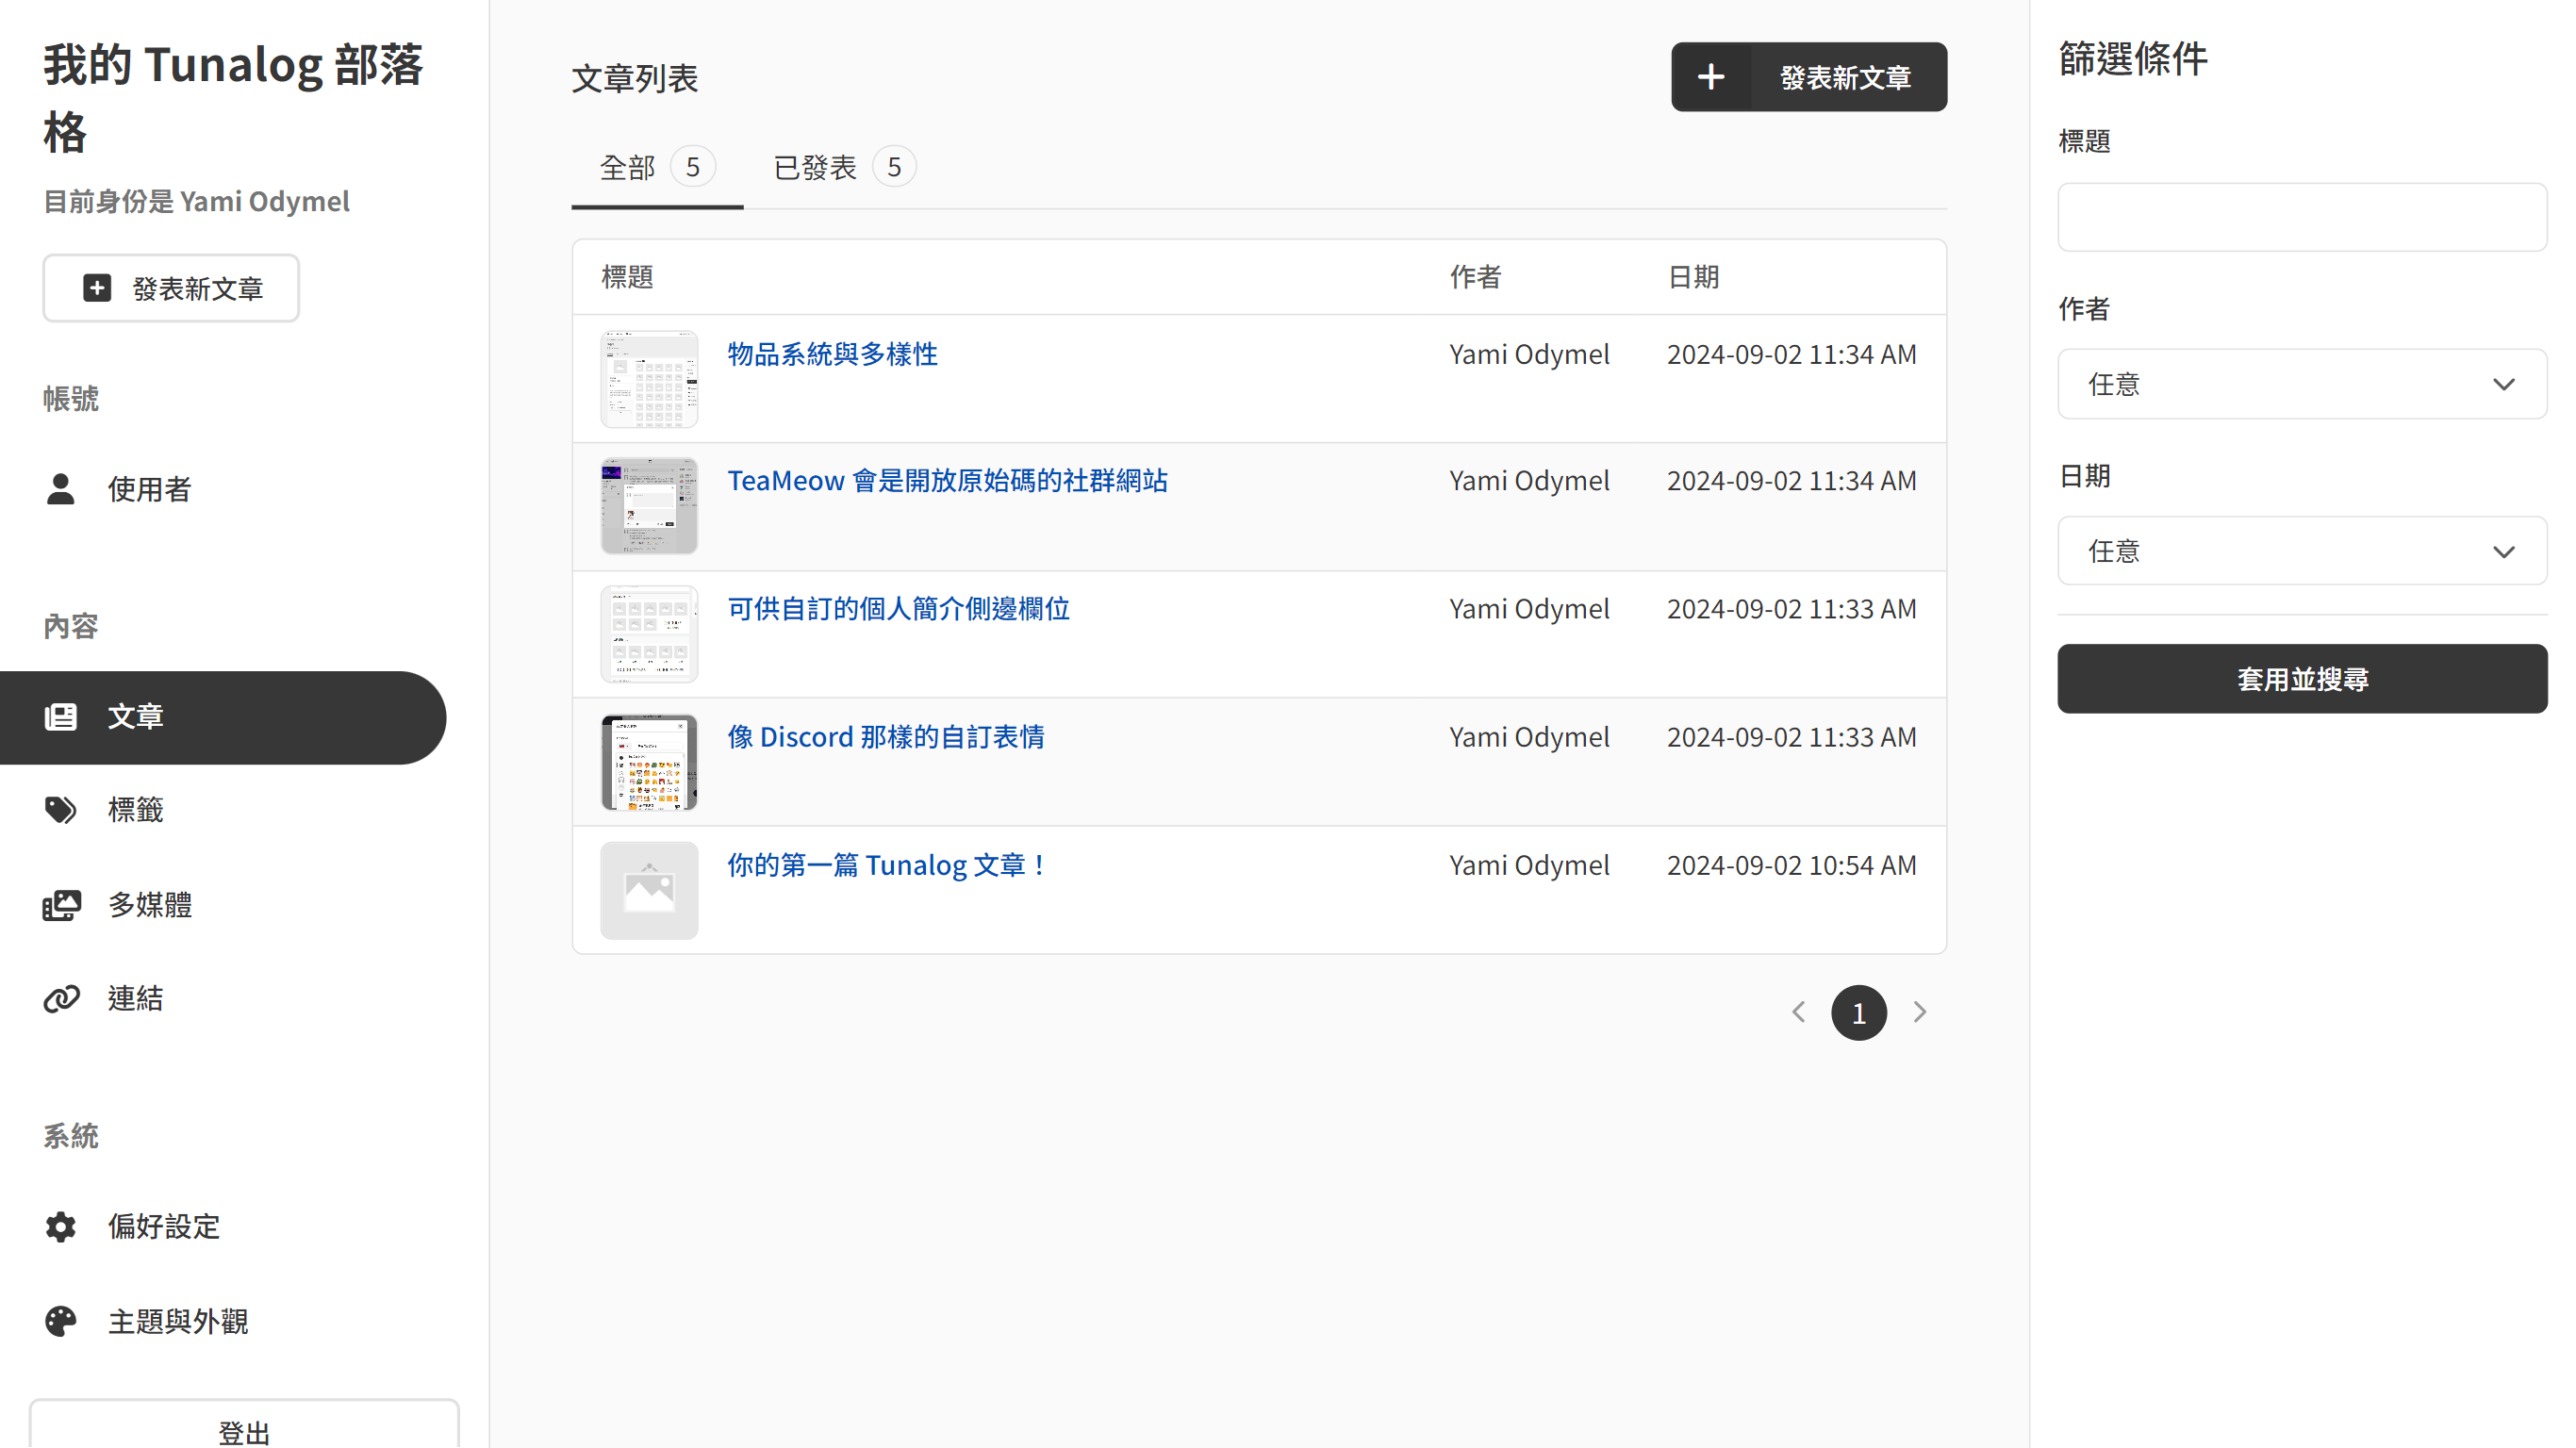 我的 Tunalog 部落
格
目前身份是 Yami Odymel
發表新文章
帳號
使用者
內容
文章
標籤
多媒體
連結
系統
偏好設定
主題與外觀
登出
文章列表
發表新文章
全部 5 已發表 5
標題 作者 日期
物品系統與多樣性 Yami Odymel 2024-09-02 11:34 AM
TeaMeow 會是開放原始碼的社群網站 Yami Odymel 2024-09-02 11:34 AM
可供自訂的個人簡介側邊欄位 Yami Odymel 2024-09-02 11:33 AM
像 Discord 那樣的自訂表情 Yami Odymel 2024-09-02 11:33 AM
你的第一篇 Tunalog 文章！ Yami Odymel 2024-09-02 10:54 AM
1
篩選條件
標題
作者
任意
日期
任意
套用並搜尋